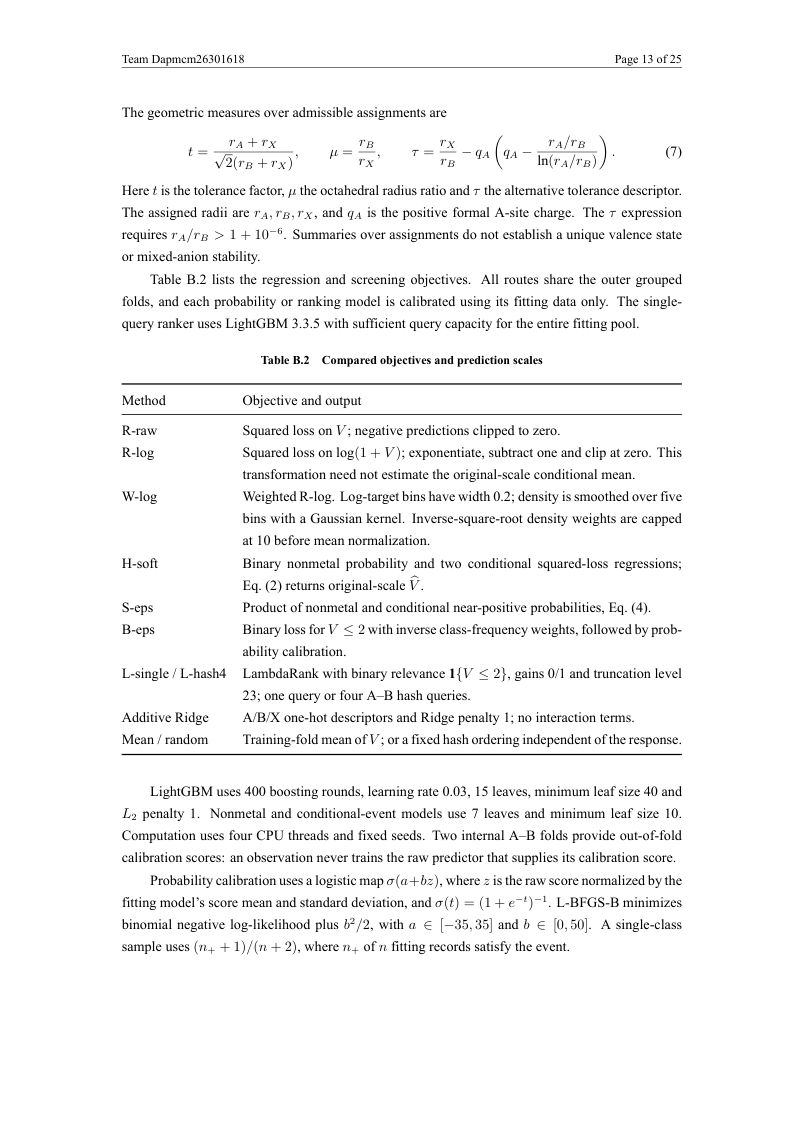 Team Dapmcm26301618 Page 13 of 25
The geometric measures over admissible assignments are
t = \frac{r_A + r_X}{\sqrt{2}(r_B + r_X)}, μ = \frac{r_B}{r_X}, τ = \frac{r_X}{r_B} − q_A \left( q_A − \frac{r_A/r_B}{\ln(r_A/r_B)} \right). (7)
Here t is the tolerance factor, μ the octahedral radius ratio and τ the alternative tolerance descriptor.
The assigned radii are r_A, r_B, r_X, and q_A is the positive formal A-site charge. The τ expression
requires r_A/r_B > 1 + 10^{−6}. Summaries over assignments do not establish a unique valence state
or mixed-anion stability.
Table B.2 lists the regression and screening objectives. All routes share the outer grouped
folds, and each probability or ranking model is calibrated using its fitting data only. The single-
query ranker uses LightGBM 3.3.5 with sufficient query capacity for the entire fitting pool.
Table B.2 Compared objectives and prediction scales
Method Objective and output
R-raw Squared loss on V; negative predictions clipped to zero.
R-log Squared loss on log(1 + V); exponentiate, subtract one and clip at zero. This
transformation need not estimate the original-scale conditional mean.
W-log Weighted R-log. Log-target bins have width 0.2; density is smoothed over five
bins with a Gaussian kernel. Inverse-square-root density weights are capped
at 10 before mean normalization.
H-soft Binary nonmetal probability and two conditional squared-loss regressions;
Eq. (2) returns original-scale \widehat{V}.
S-eps Product of nonmetal and conditional near-positive probabilities, Eq. (4).
B-eps Binary loss for V ≤ 2 with inverse class-frequency weights, followed by prob-
ability calibration.
L-single / L-hash4 LambdaRank with binary relevance 1{V ≤ 2}, gains 0/1 and truncation level
23; one query or four A–B hash queries.
Additive Ridge A/B/X one-hot descriptors and Ridge penalty 1; no interaction terms.
Mean / random Training-fold mean of V; or a fixed hash ordering independent of the response.
LightGBM uses 400 boosting rounds, learning rate 0.03, 15 leaves, minimum leaf size 40 and
L_2 penalty 1. Nonmetal and conditional-event models use 7 leaves and minimum leaf size 10.
Computation uses four CPU threads and fixed seeds. Two internal A–B folds provide out-of-fold
calibration scores: an observation never trains the raw predictor that supplies its calibration score.
Probability calibration uses a logistic map σ(a+bz), where z is the raw score normalized by the
fitting model's score mean and standard deviation, and σ(t) = (1 + e^{−t})^{−1}. L-BFGS-B minimizes
binomial negative log-likelihood plus b^2/2, with a ∈ [−35, 35] and b ∈ [0, 50]. A single-class
sample uses (n_+ + 1)/(n + 2), where n_+ of n fitting records satisfy the event.